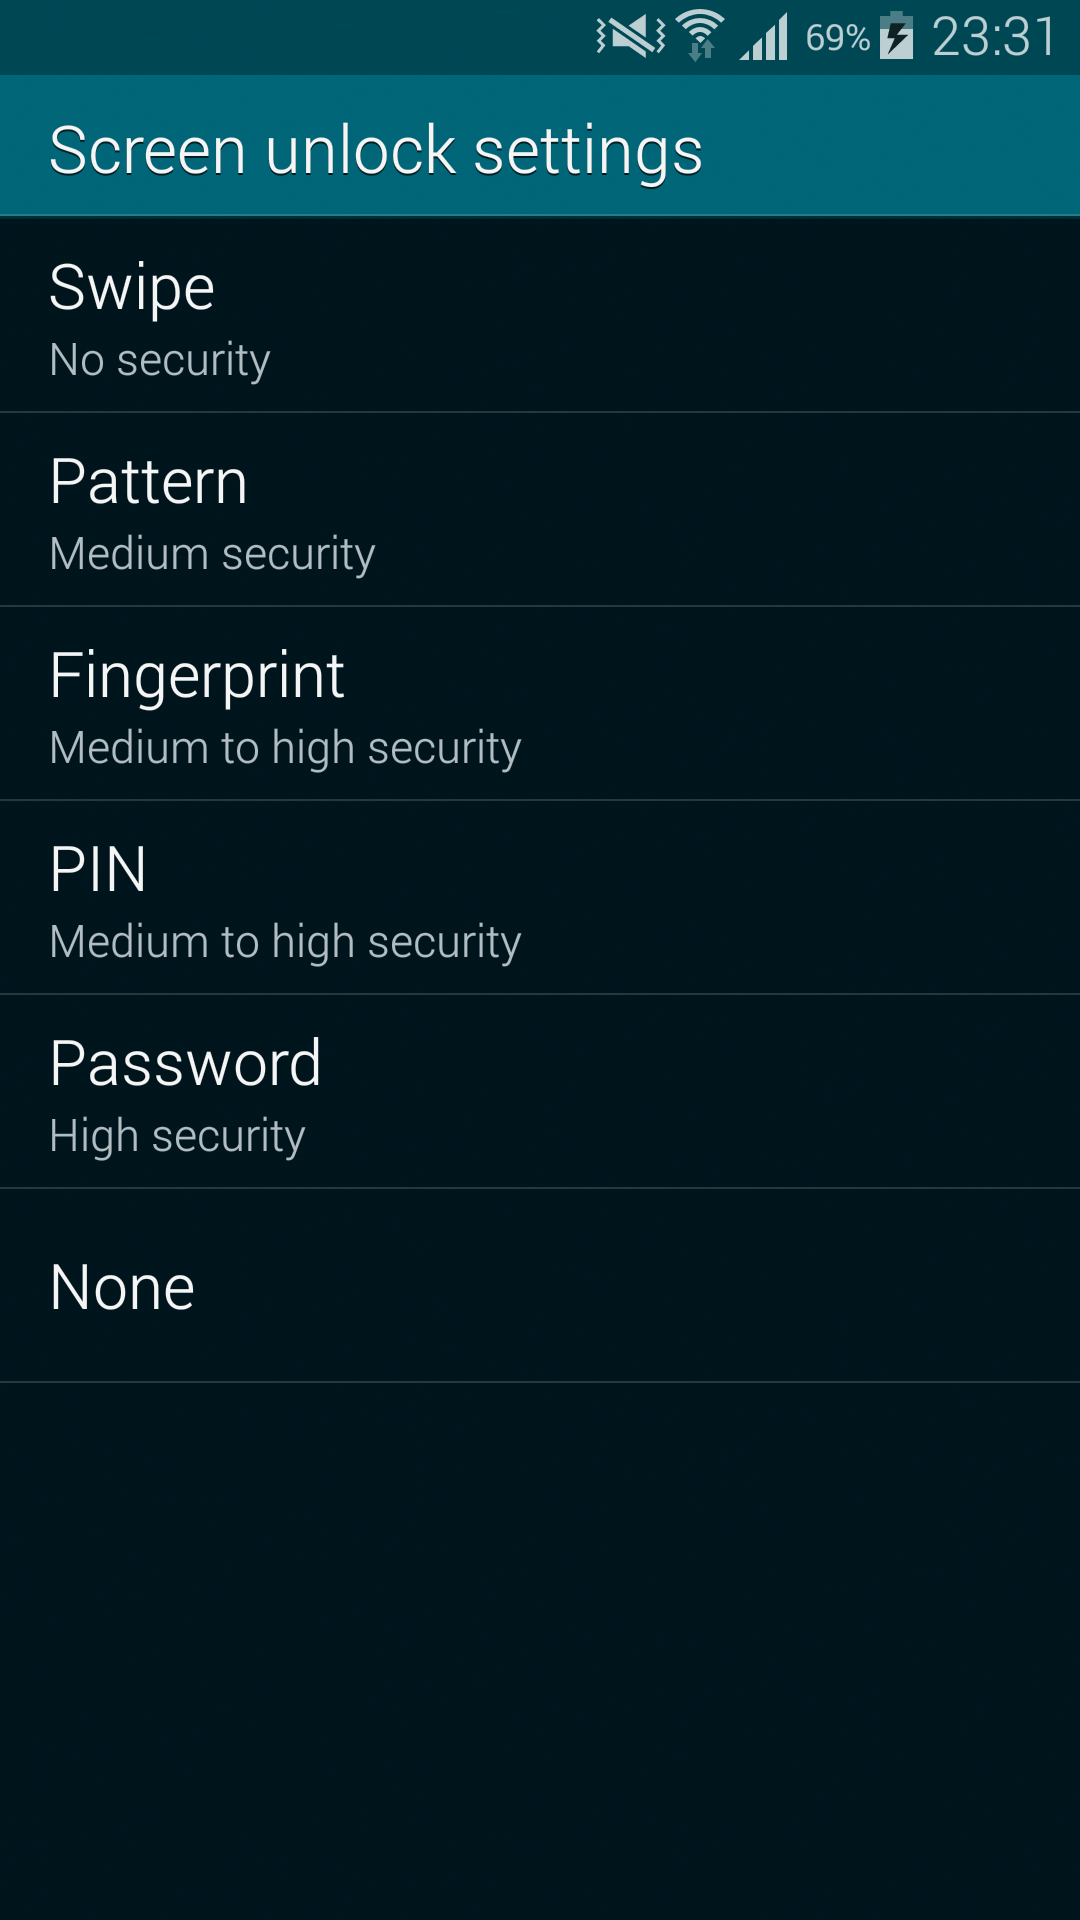 69% 23:31
Screen unlock settings
Swipe
No security
Pattern
Medium security
Fingerprint
Medium to high security
PIN
Medium to high security
Password
High security
None